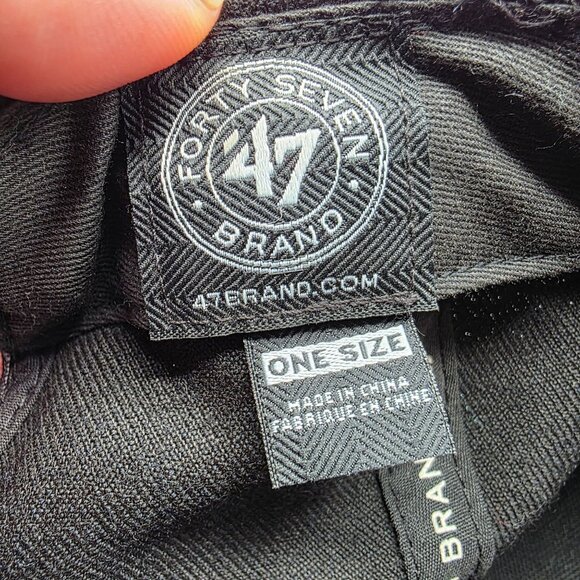 FORTY SEVEN
'47
BRAND
47BRAND.COM
ONE SIZE
MADE IN CHINA
FABRIQUE EN CHINE
BRAN